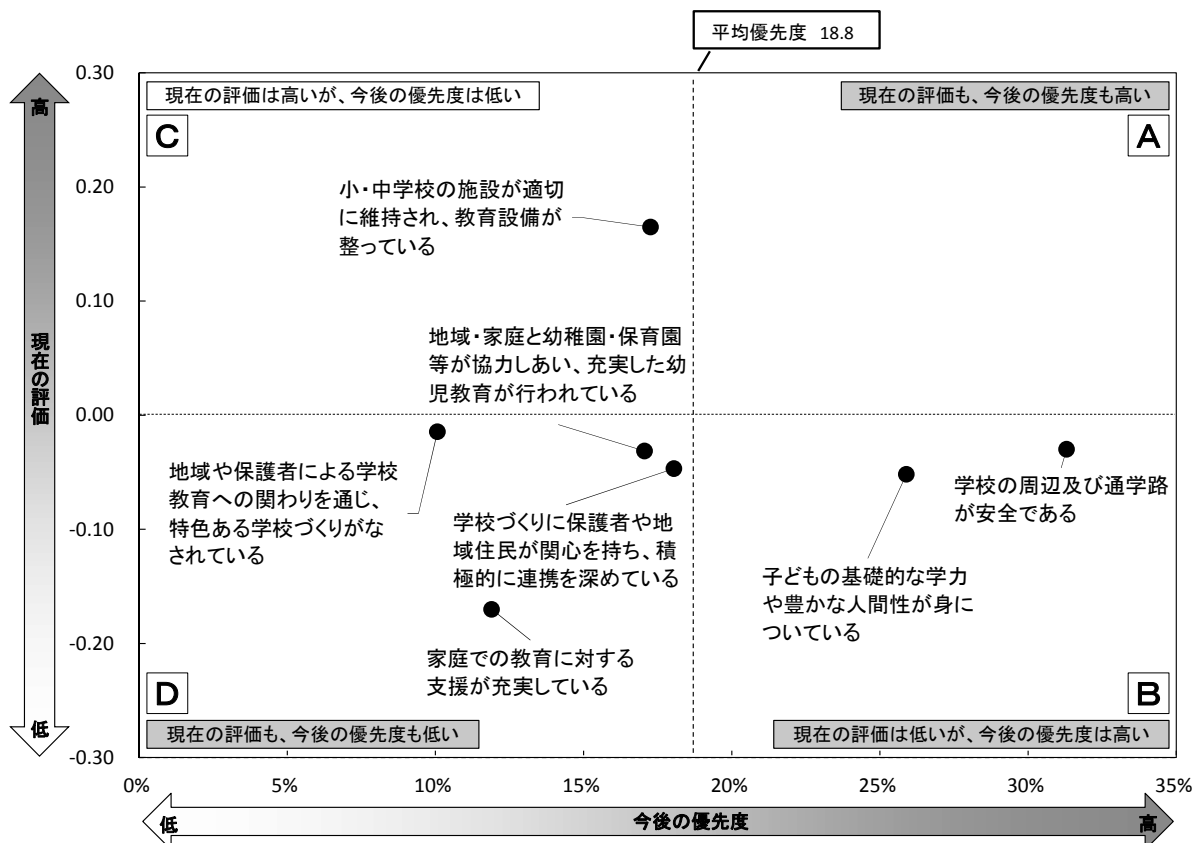 平均優先度 18.8
0.30
0.20
0.10
0.00
-0.10
-0.20
-0.30
高
現在の評価
低
現在の評価は高いが、今後の優先度は低い
C
現在の評価も、今後の優先度も高い
A
小・中学校の施設が適切
に維持され、教育設備が
整っている
地域・家庭と幼稚園・保育園
等が協力しあい、充実した幼
児教育が行われている
地域や保護者による学校
教育への関わりを通じ、
特色ある学校づくりがな
されている
学校づくりに保護者や地
域住民が関心を持ち、積
極的に連携を深めている
学校の周辺及び通学路
が安全である
子どもの基礎的な学力
や豊かな人間性が身に
ついている
家庭での教育に対する
支援が充実している
D
現在の評価も、今後の優先度も低い
B
現在の評価は低いが、今後の優先度は高い
0% 5% 10% 15% 20% 25% 30% 35%
低 今後の優先度 高